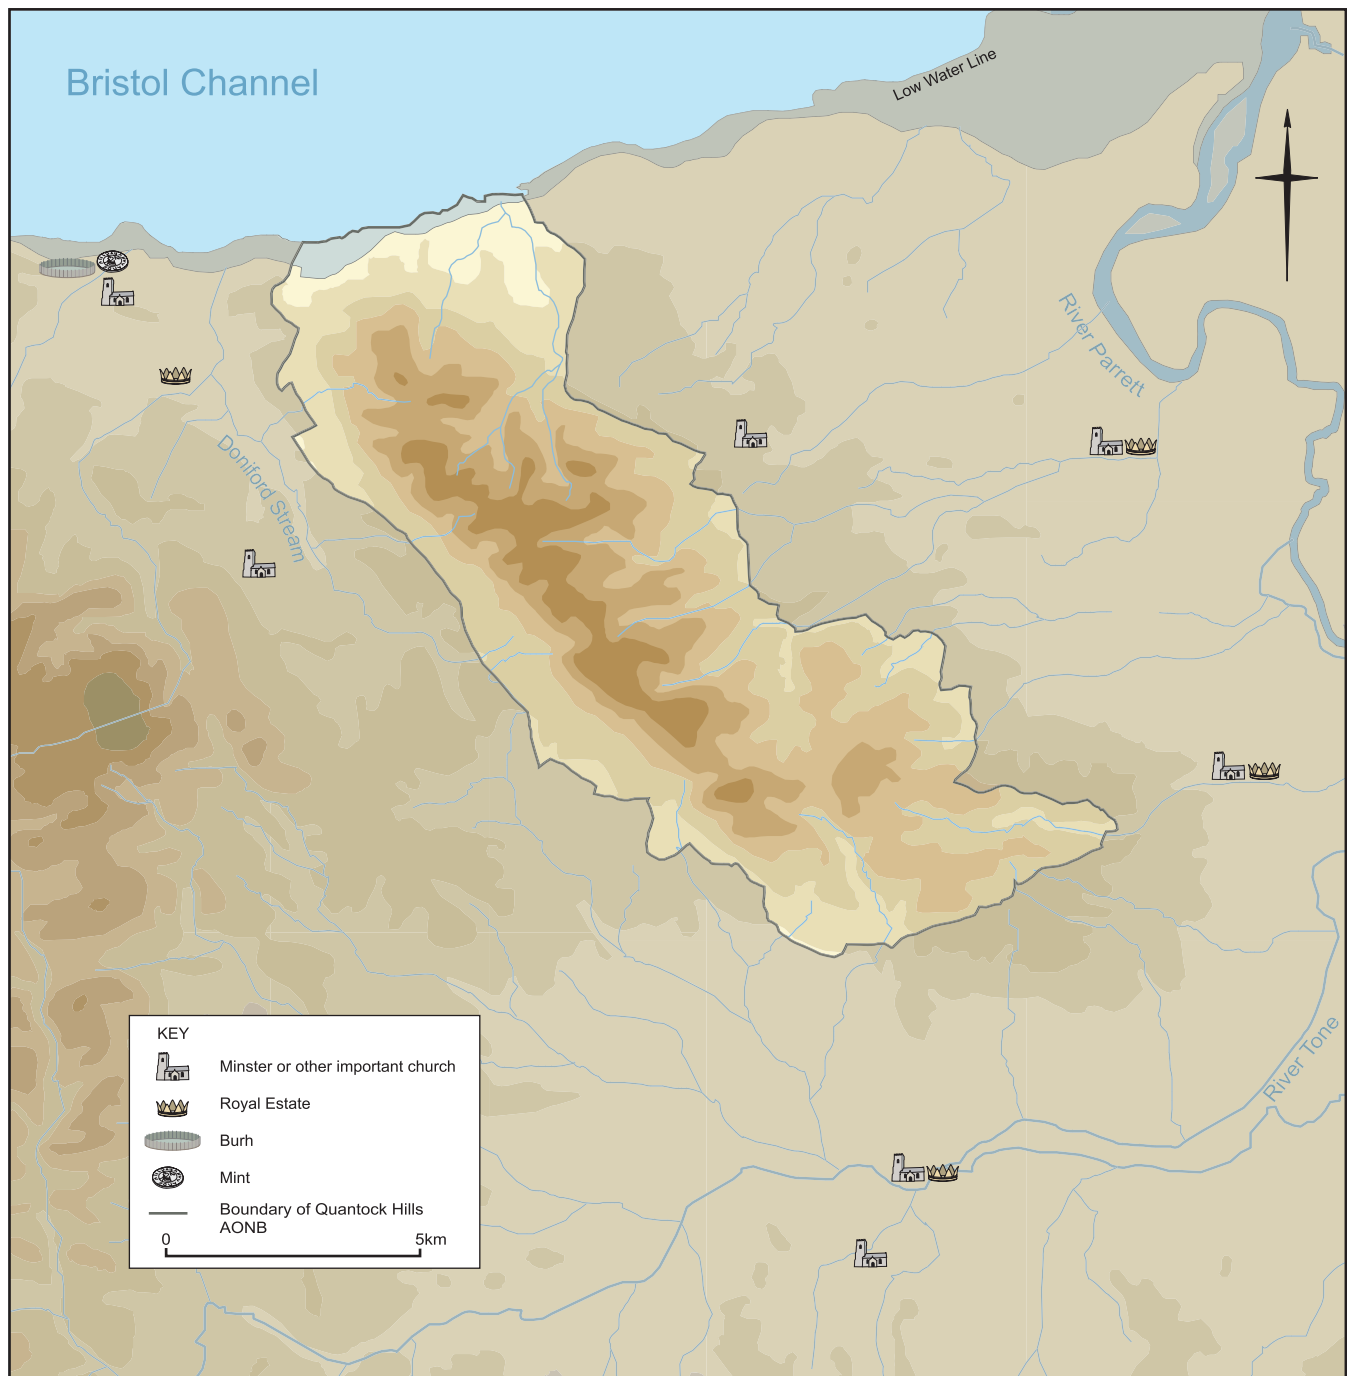 Bristol Channel
Low Water Line
River Parrett
Doniford Stream
River Tone
KEY
Minster or other important church
Royal Estate
Burh
Mint
Boundary of Quantock Hills
AONB
0 5km